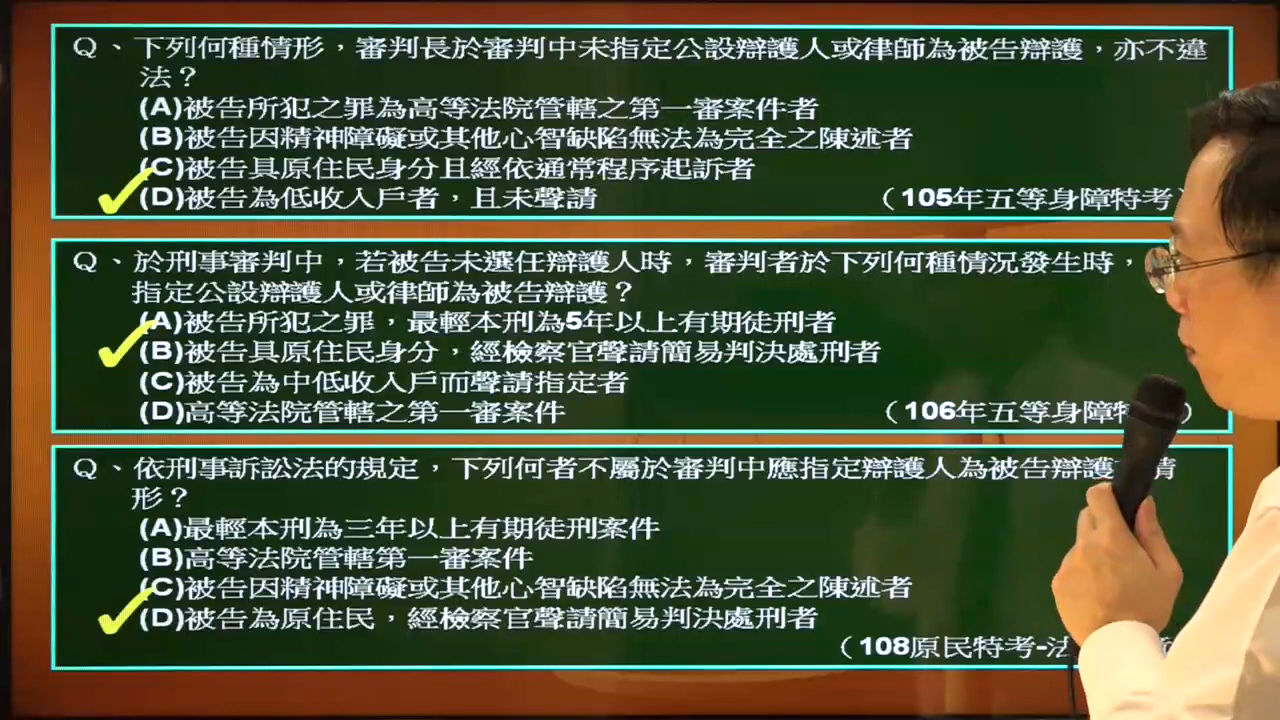 Q、下列何種情形，審判長於審判中未指定公設辯護人或律師為被告辯護，亦不違
法？
(A)被告所犯之罪為高等法院管轄之第一審案件者
(B)被告因精神障礙或其他心智缺陷無法為完全之陳述者
(C)被告具原住民身分且經依通常程序起訴者
(D)被告為低收入戶者，且未聲請
（105年五等身障特考）
Q、於刑事審判中，若被告未選任辯護人時，審判者於下列何種情況發生時，
指定公設辯護人或律師為被告辯護？
(A)被告所犯之罪，最輕本刑為5年以上有期徒刑者
(B)被告具原住民身分，經檢察官聲請簡易判決處刑者
(C)被告為中低收入戶而聲請指定者
(D)高等法院管轄之第一審案件
（106年五等身障特
Q、依刑事訴訟法的規定，下列何者不屬於審判中應指定辯護人為被告辯護
形？
(A)最輕本刑為三年以上有期徒刑案件
(B)高等法院管轄第一審案件
(C)被告因精神障礙或其他心智缺陷無法為完全之陳述者
(D)被告為原住民，經檢察官聲請簡易判決處刑者
（108原民特考-法